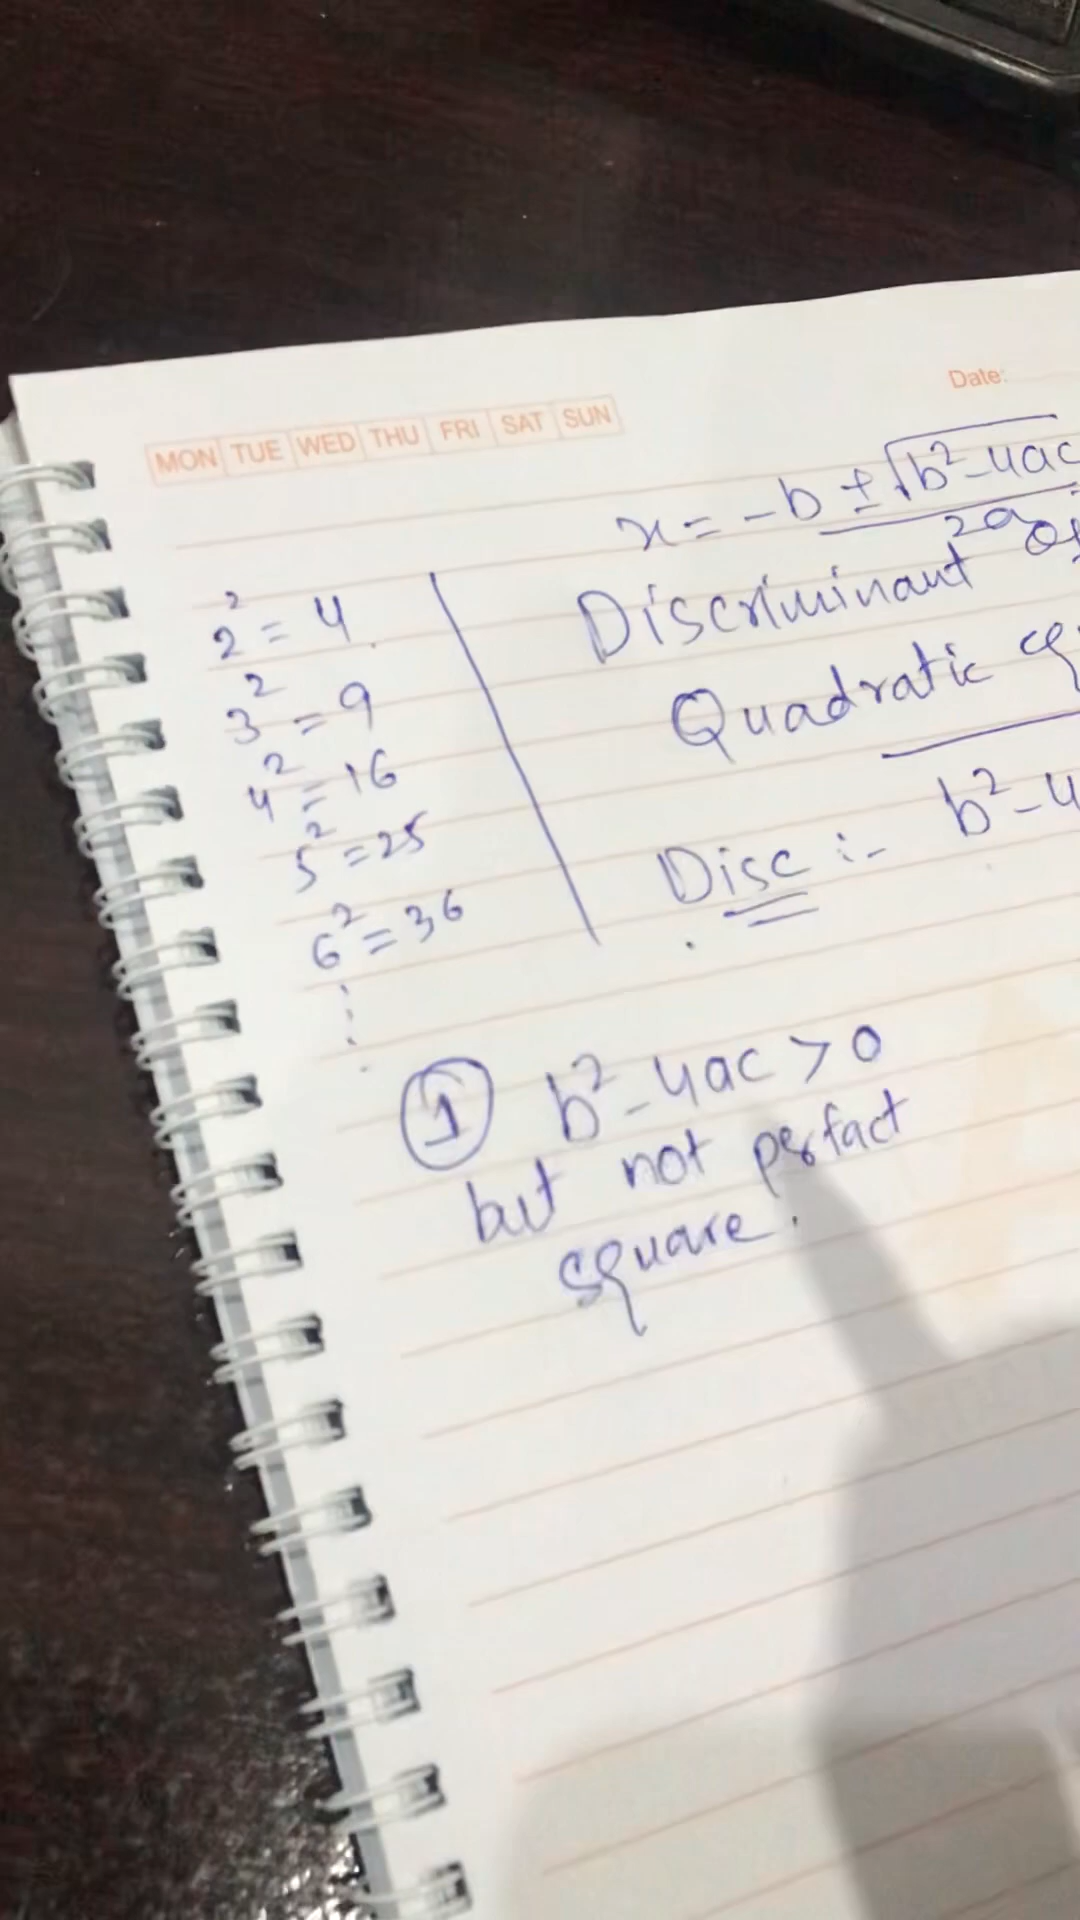 MON TUE WED THU FRI SAT SUN
Date:
x = -b ± √b²-4ac
2a
2² = 4
3² = 9
4² = 16
5² = 25
6² = 36
⋮
Discriminant of
Quadratic
Disc :- b²-4
① b²-4ac > 0
but not perfact
square.